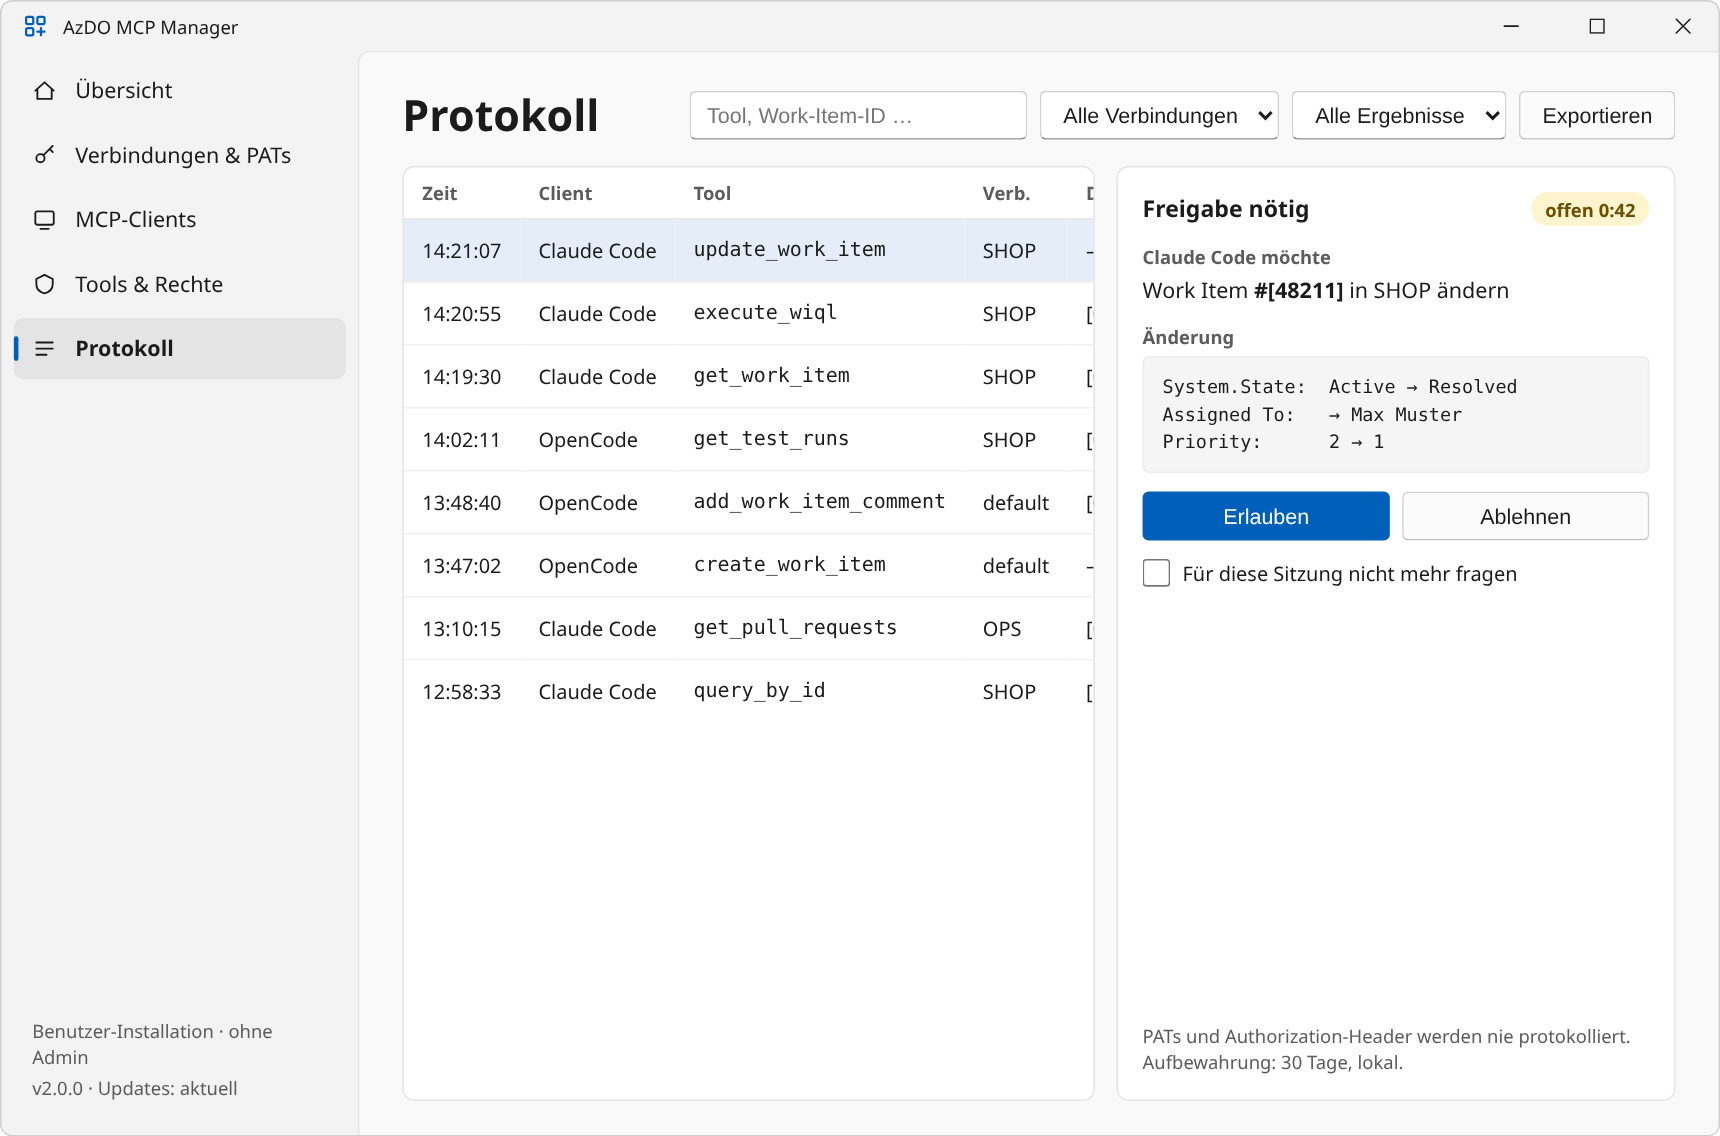 AzDO MCP Manager
Übersicht
Verbindungen & PATs
MCP-Clients
Tools & Rechte
Protokoll
Benutzer-Installation · ohne
Admin
v2.0.0 · Updates: aktuell
Protokoll
Tool, Work-Item-ID …
Alle Verbindungen
Alle Ergebnisse
Exportieren
Zeit Client Tool Verb.
14:21:07 Claude Code update_work_item SHOP
14:20:55 Claude Code execute_wiql SHOP
14:19:30 Claude Code get_work_item SHOP
14:02:11 OpenCode get_test_runs SHOP
13:48:40 OpenCode add_work_item_comment default
13:47:02 OpenCode create_work_item default
13:10:15 Claude Code get_pull_requests OPS
12:58:33 Claude Code query_by_id SHOP
Freigabe nötig
offen 0:42
Claude Code möchte
Work Item #[48211] in SHOP ändern
Änderung
System.State: Active → Resolved
Assigned To: → Max Muster
Priority: 2 → 1
Erlauben
Ablehnen
Für diese Sitzung nicht mehr fragen
PATs und Authorization-Header werden nie protokolliert.
Aufbewahrung: 30 Tage, lokal.